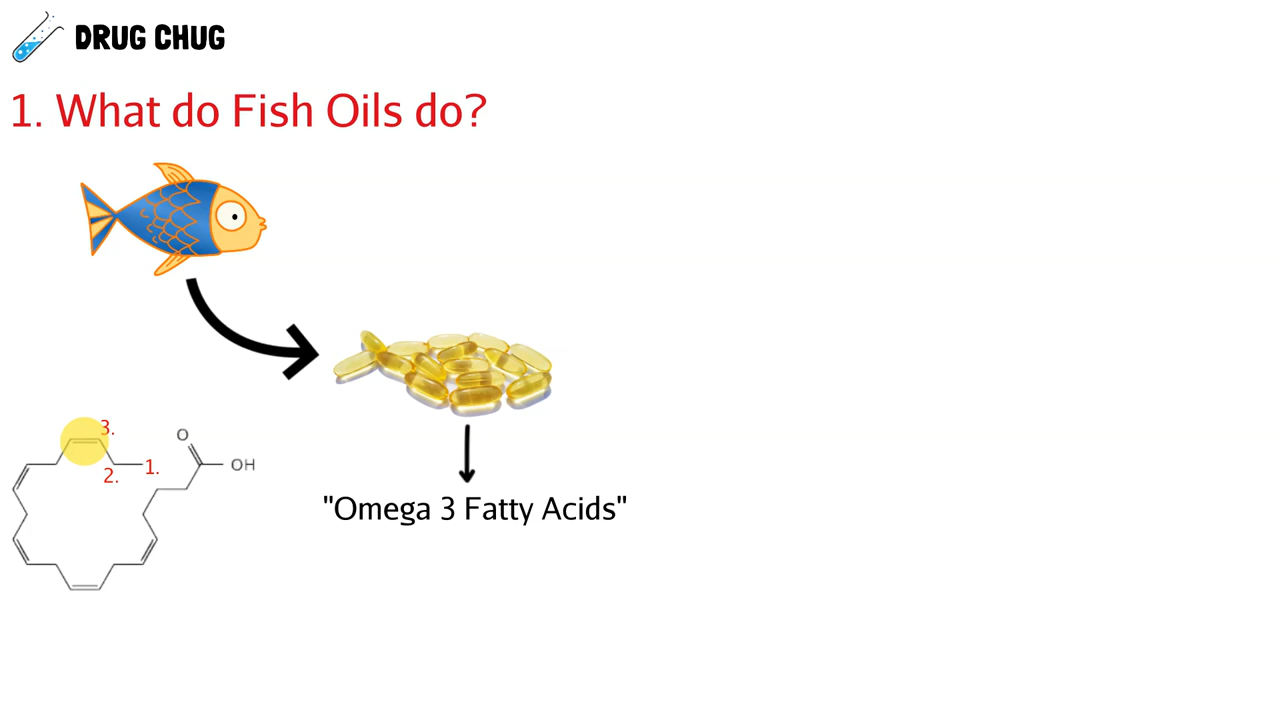 DRUG CHUG
1. What do Fish Oils do?
3.
O
1.
OH
2.
"Omega 3 Fatty Acids"